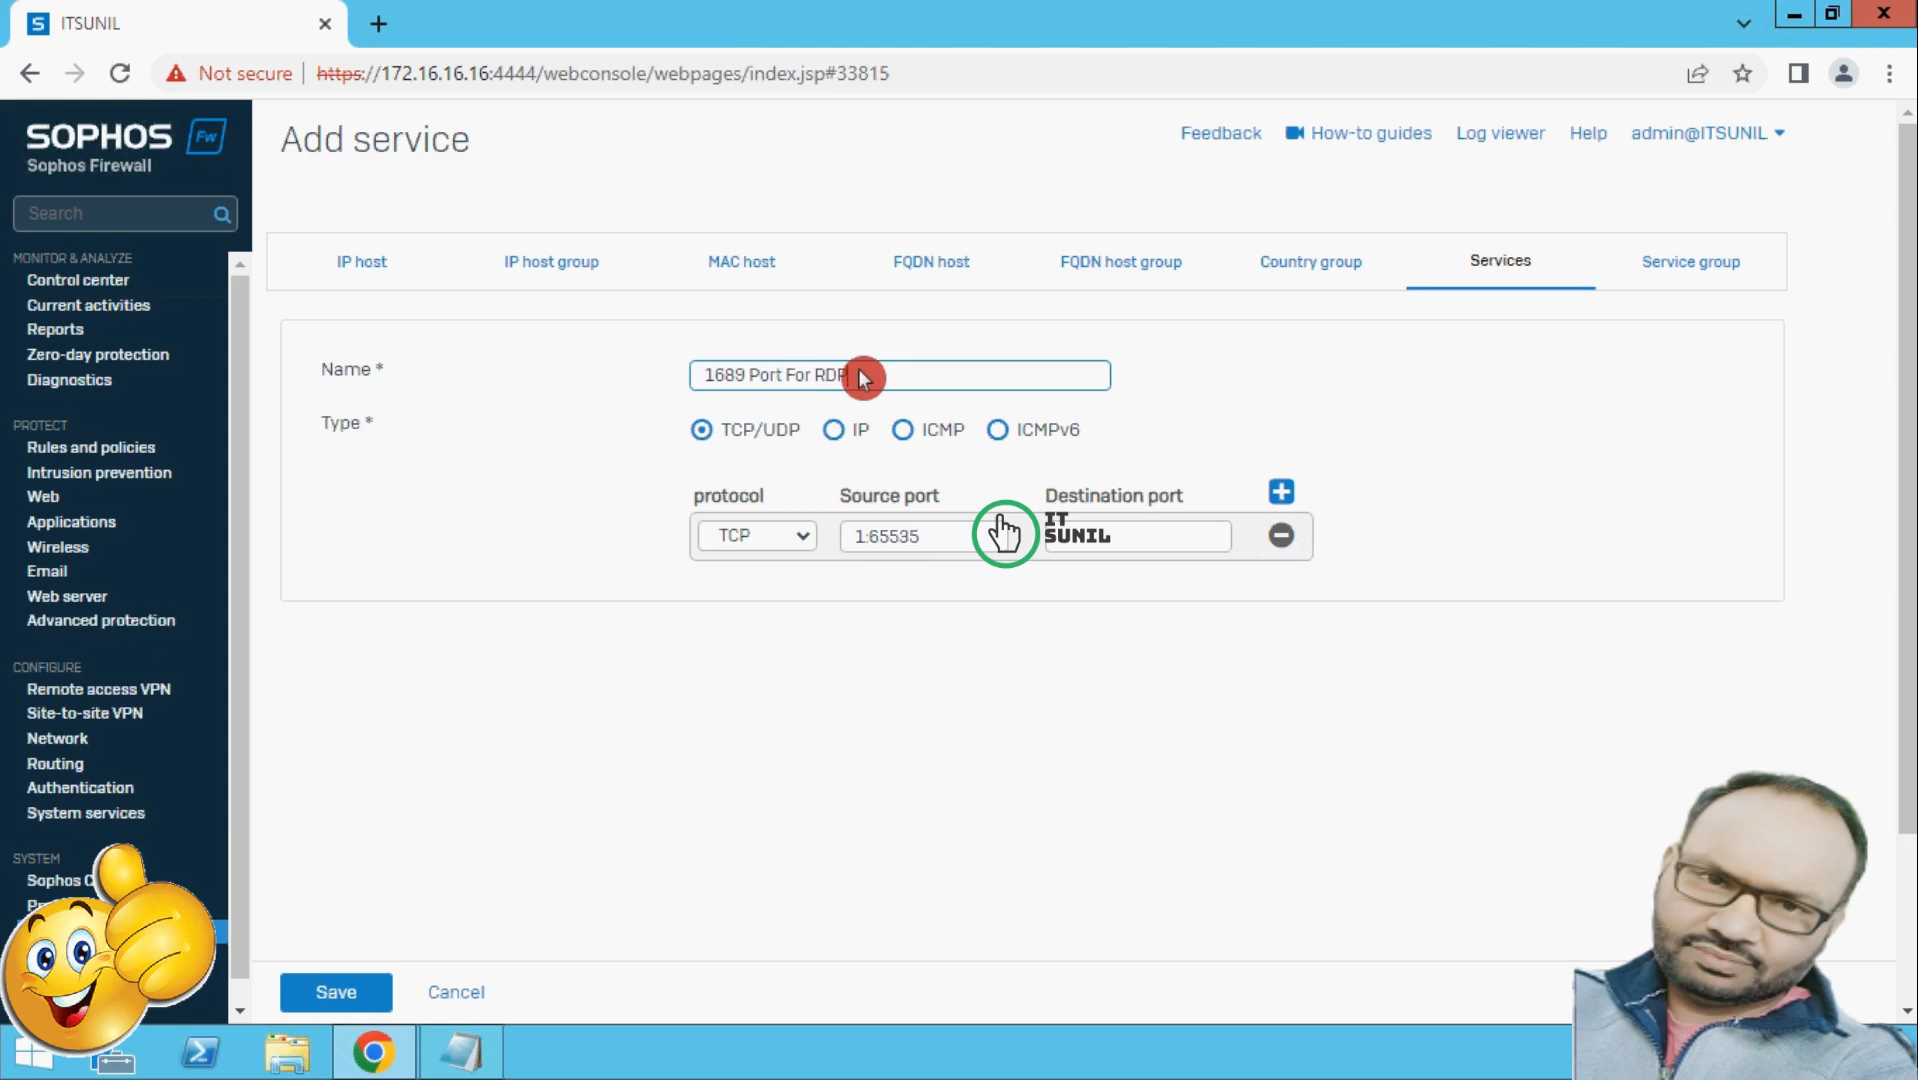 ITSUNIL
Not secure
https://172.16.16.16:4444/webconsole/webpages/index.jsp#33815
SOPHOS Fw
Sophos Firewall
Search
MONITOR & ANALYZE
Control center
Current activities
Reports
Zero-day protection
Diagnostics
PROTECT
Rules and policies
Intrusion prevention
Web
Applications
Wireless
Email
Web server
Advanced protection
CONFIGURE
Remote access VPN
Site-to-site VPN
Network
Routing
Authentication
System services
SYSTEM
Sophos C
Add service
Feedback How-to guides Log viewer Help admin@ITSUNIL
IP host IP host group MAC host FQDN host FQDN host group Country group Services Service group
Name *
1689 Port For RDP
Type *
TCP/UDP IP ICMP ICMPv6
protocol Source port Destination port
TCP 1:65535
IT
SUNIL
Save Cancel